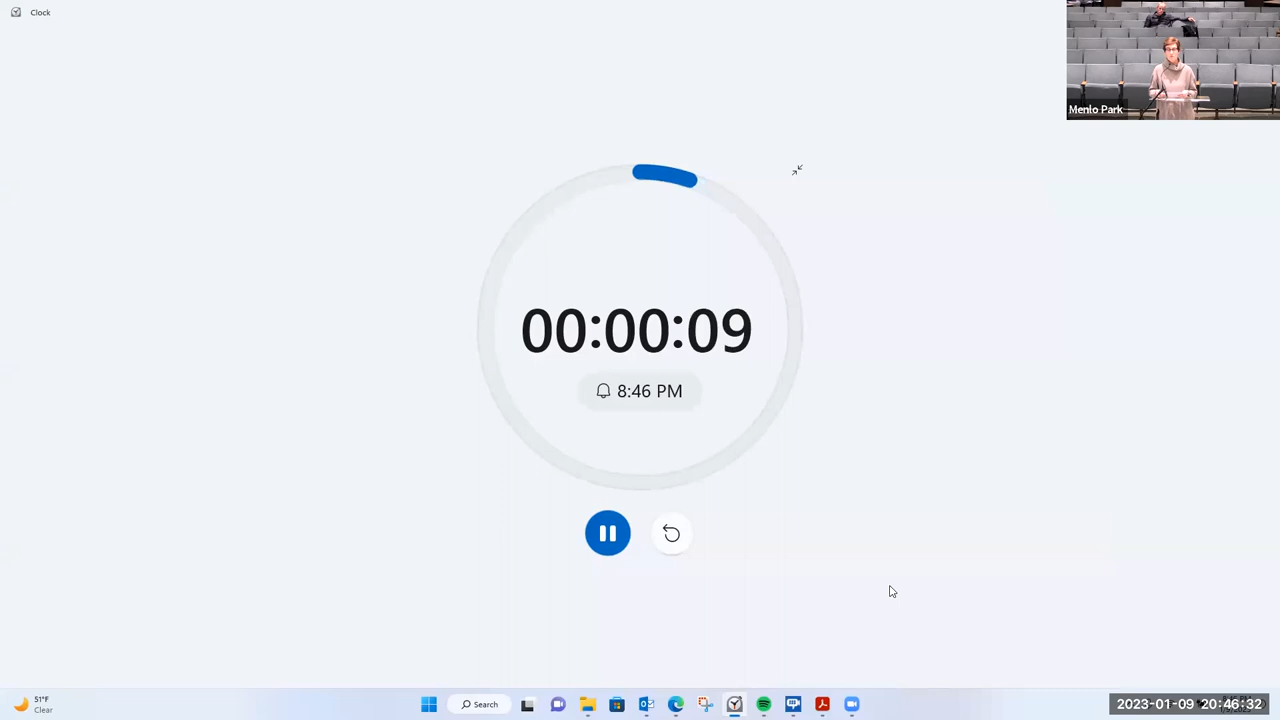 Clock
Menlo Park
00:00:09
8:46 PM
51°F
Clear
Search
2023-01-09 20:46:32